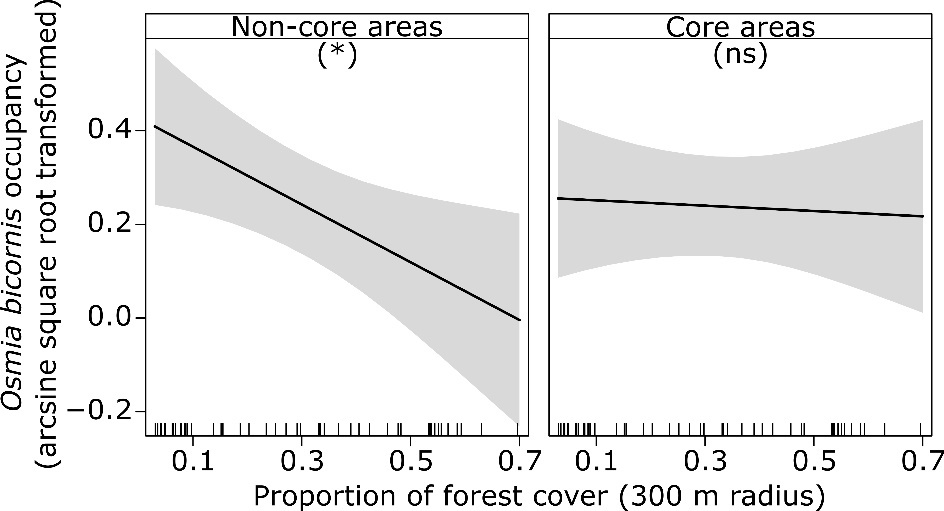 Non-core areas
(*)
Core areas
(ns)
Osmia bicornis occupancy
(arcsine square root transformed)
0.4
0.2
0.0
−0.2
0.1 0.3 0.5 0.7
0.1 0.3 0.5 0.7
Proportion of forest cover (300 m radius)